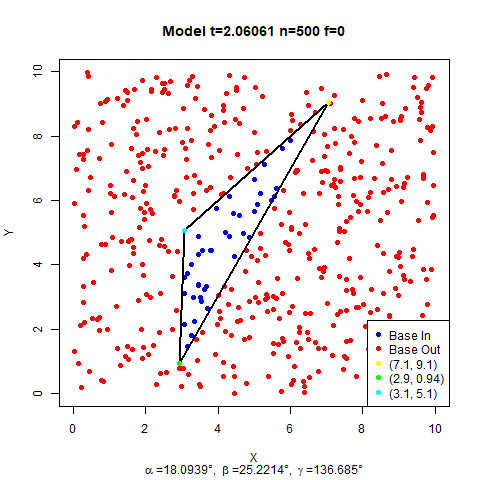 Model t=2.06061 n=500 f=0
Y
10
8
6
4
2
0
Base In
Base Out
(7.1, 9.1)
(2.9, 0.94)
(3.1, 5.1)
0 2 4 6 8 10
X
α=18.0939°, β=25.2214°, γ=136.685°